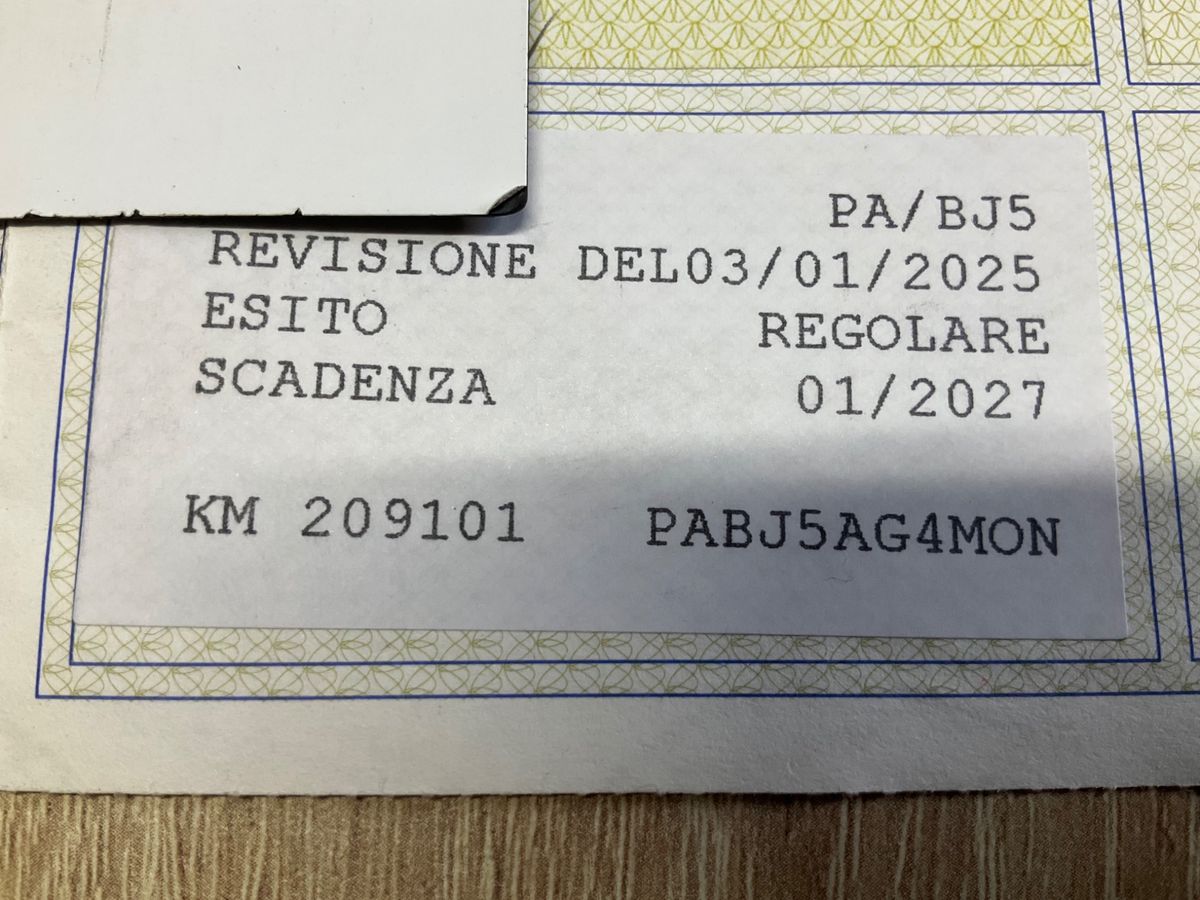 PA/BJ5
REVISIONE DEL03/01/2025
ESITO REGOLARE
SCADENZA 01/2027
KM 209101 PABJ5AG4MON